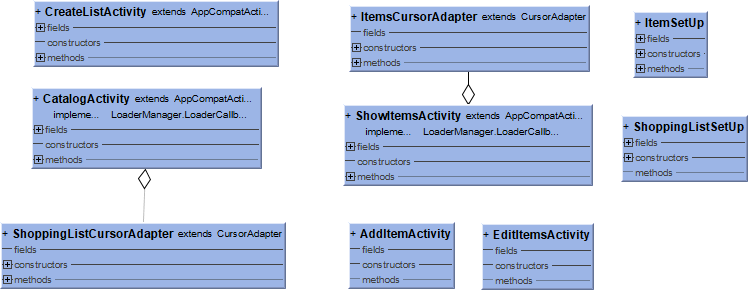 + CreateListActivity extends AppCompatActi...
fields
constructors
methods
+ ItemsCursorAdapter extends CursorAdapter
fields
constructors
methods
+ ItemSetUp
fields
constructors
methods
+ CatalogActivity extends AppCompatActi...
impleme... LoaderManager.LoaderCallb...
fields
constructors
methods
+ ShowItemsActivity extends AppCompatActi...
impleme... LoaderManager.LoaderCallb...
fields
constructors
methods
+ ShoppingListSetUp
fields
constructors
methods
+ ShoppingListCursorAdapter extends CursorAdapter
fields
constructors
methods
+ AddItemActivity
fields
constructors
methods
+ EditItemsActivity
fields
constructors
methods